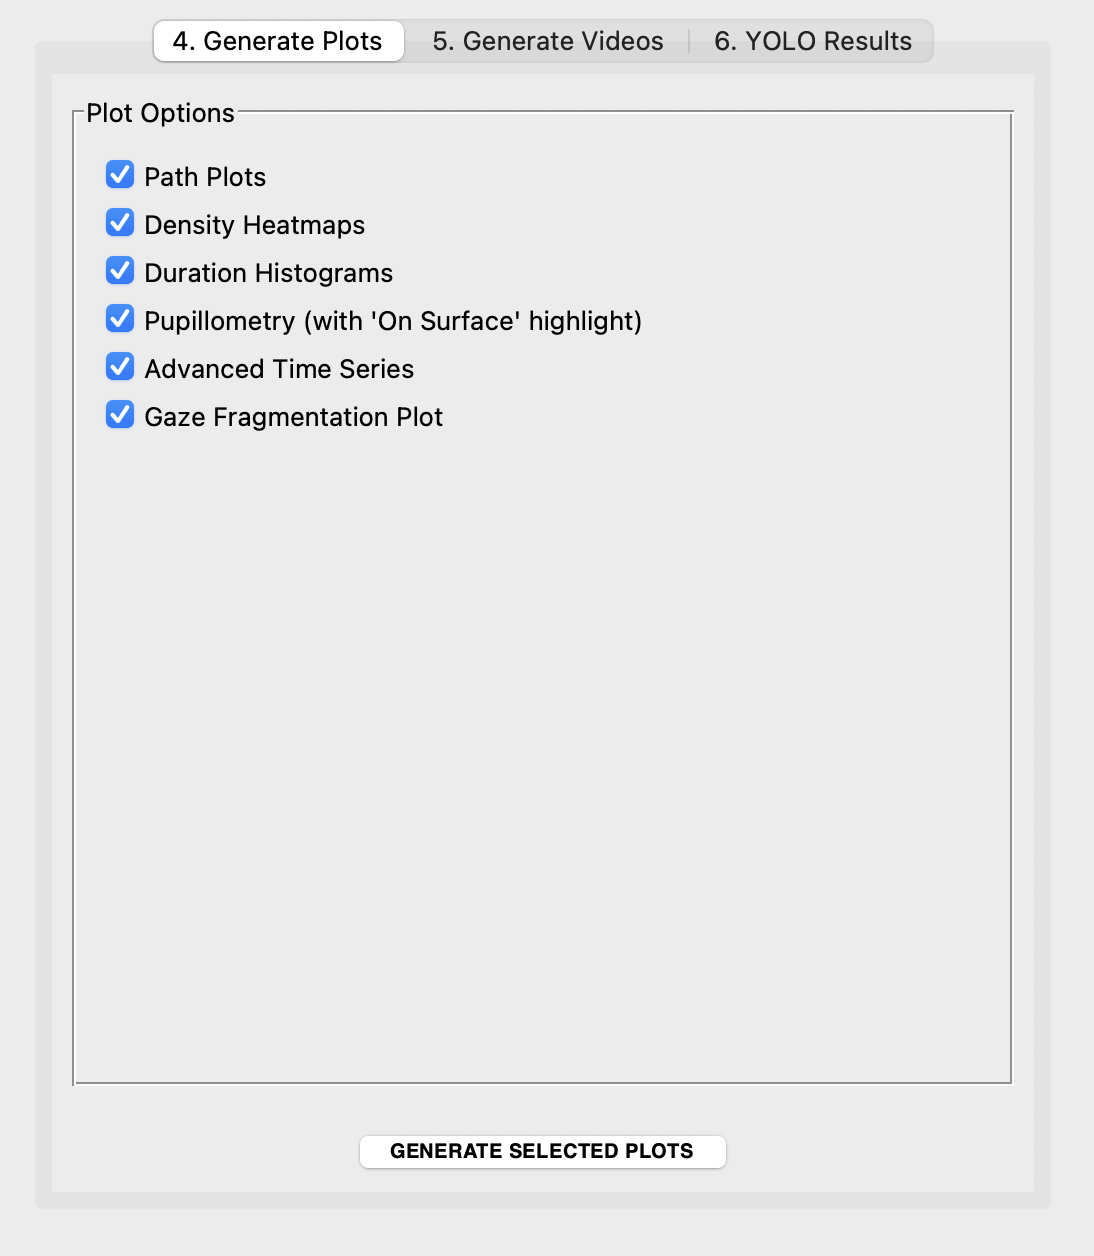 4. Generate Plots 5. Generate Videos 6. YOLO Results
Plot Options
Path Plots
Density Heatmaps
Duration Histograms
Pupillometry (with 'On Surface' highlight)
Advanced Time Series
Gaze Fragmentation Plot
GENERATE SELECTED PLOTS